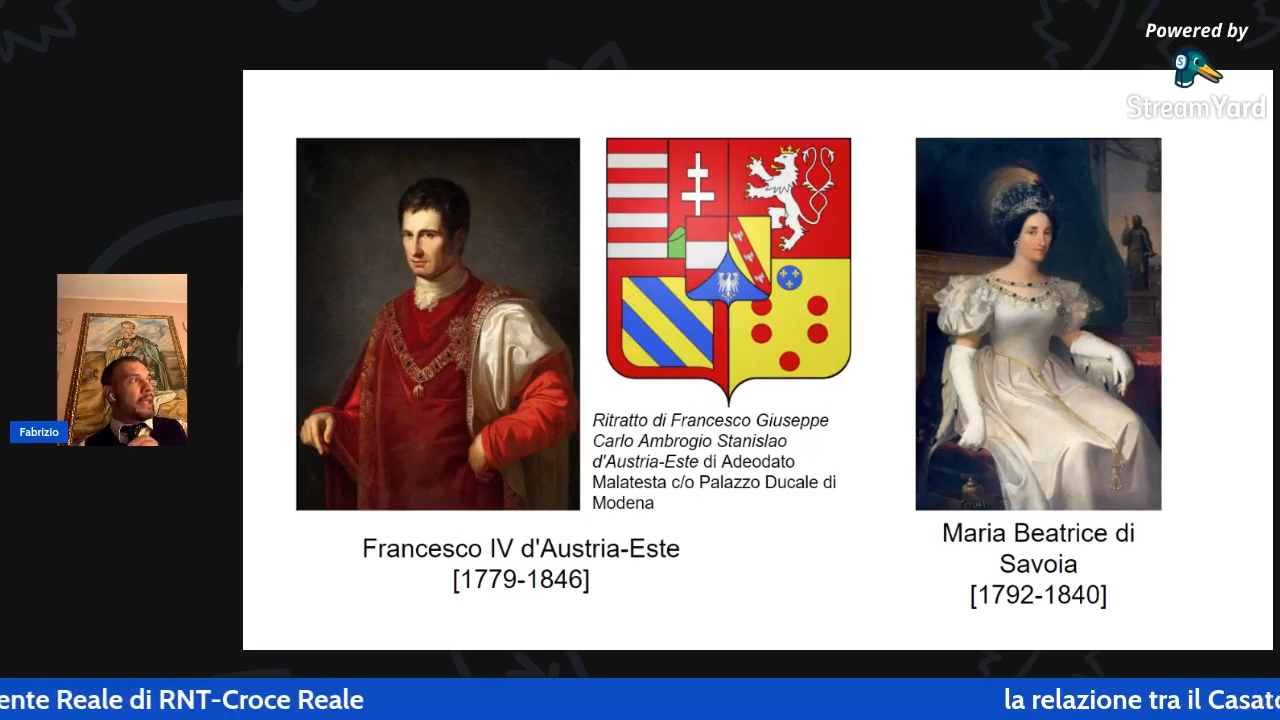 Powered by
StreamYard
Ritratto di Francesco Giuseppe
Carlo Ambrogio Stanislao
d'Austria-Este di Adeodato
Malatesta c/o Palazzo Ducale di
Modena
Francesco IV d'Austria-Este
[1779-1846]
Maria Beatrice di
Savoia
[1792-1840]
Fabrizio
ente Reale di RNT-Croce Reale
la relazione tra il Casato